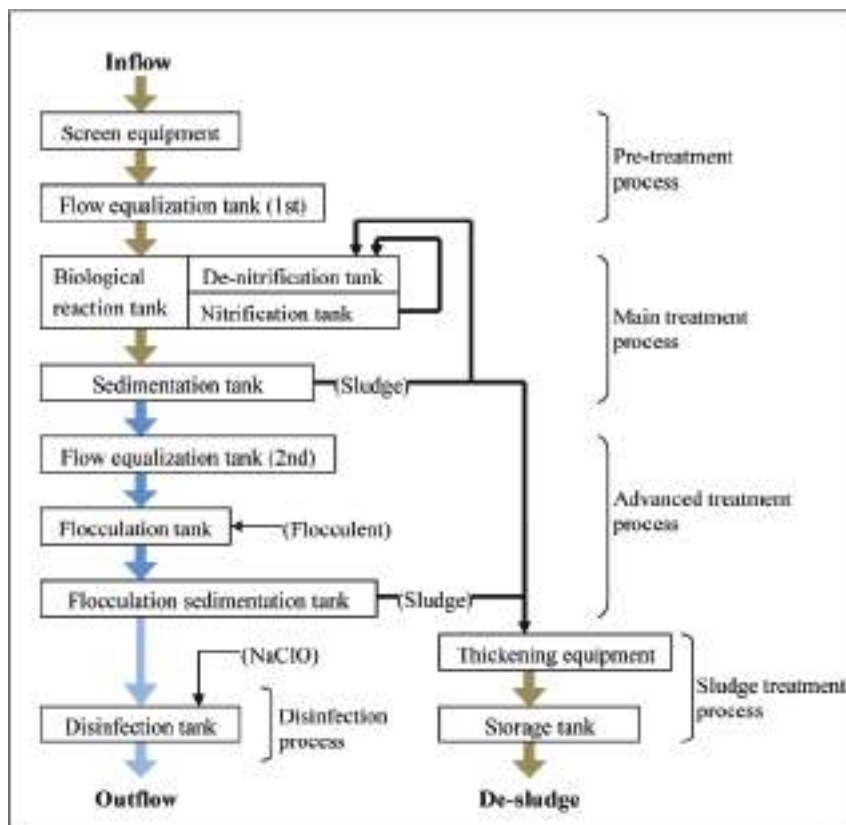 Inflow
Screen equipment
Pre-treatment
process
Flow equalization tank (1st)
Biological
reaction tank
De-nitrification tank
Nitrification tank
Main treatment
process
Sedimentation tank
(Sludge)
Flow equalization tank (2nd)
Advanced treatment
process
Flocculation tank
(Flocculent)
Flocculation sedimentation tank
(Sludge)
(NaClO)
Thickening equipment
Sludge treatment
process
Disinfection tank
Disinfection
process
Storage tank
Outflow
De-sludge